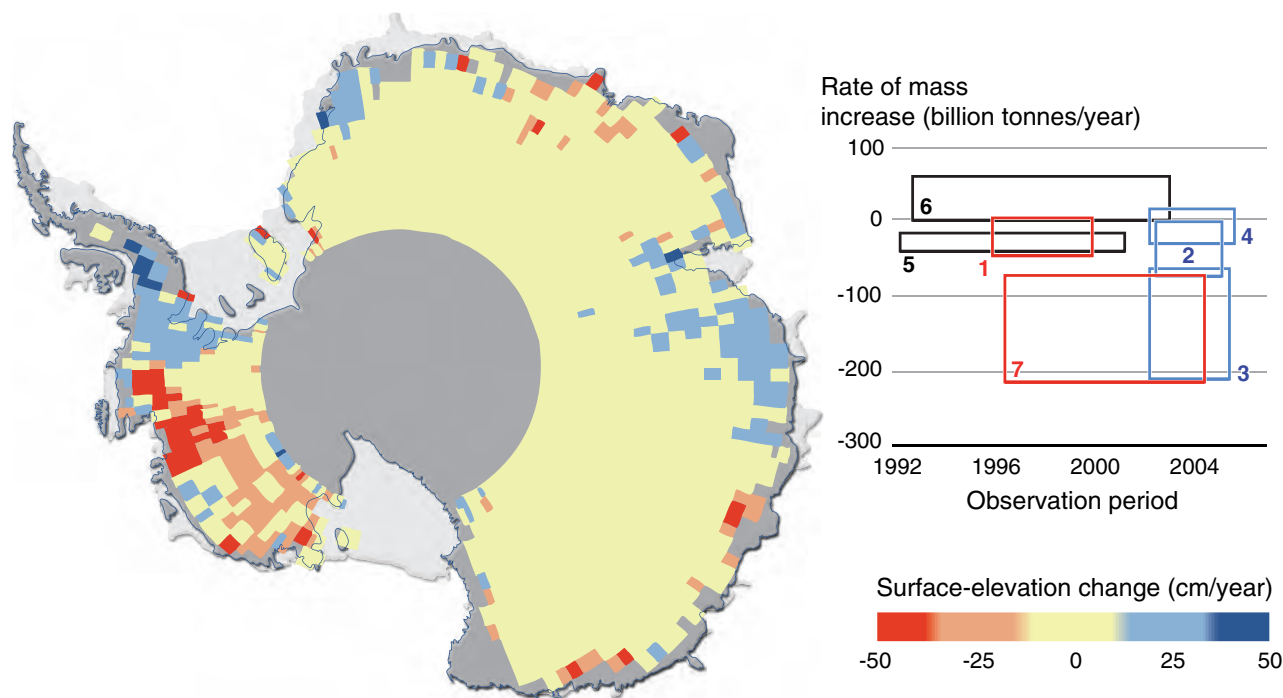 Rate of mass
increase (billion tonnes/year)
100
0
-100
-200
-300
6
5
1
2
4
7
3
1992 1996 2000 2004
Observation period
Surface-elevation change (cm/year)
-50 -25 0 25 50